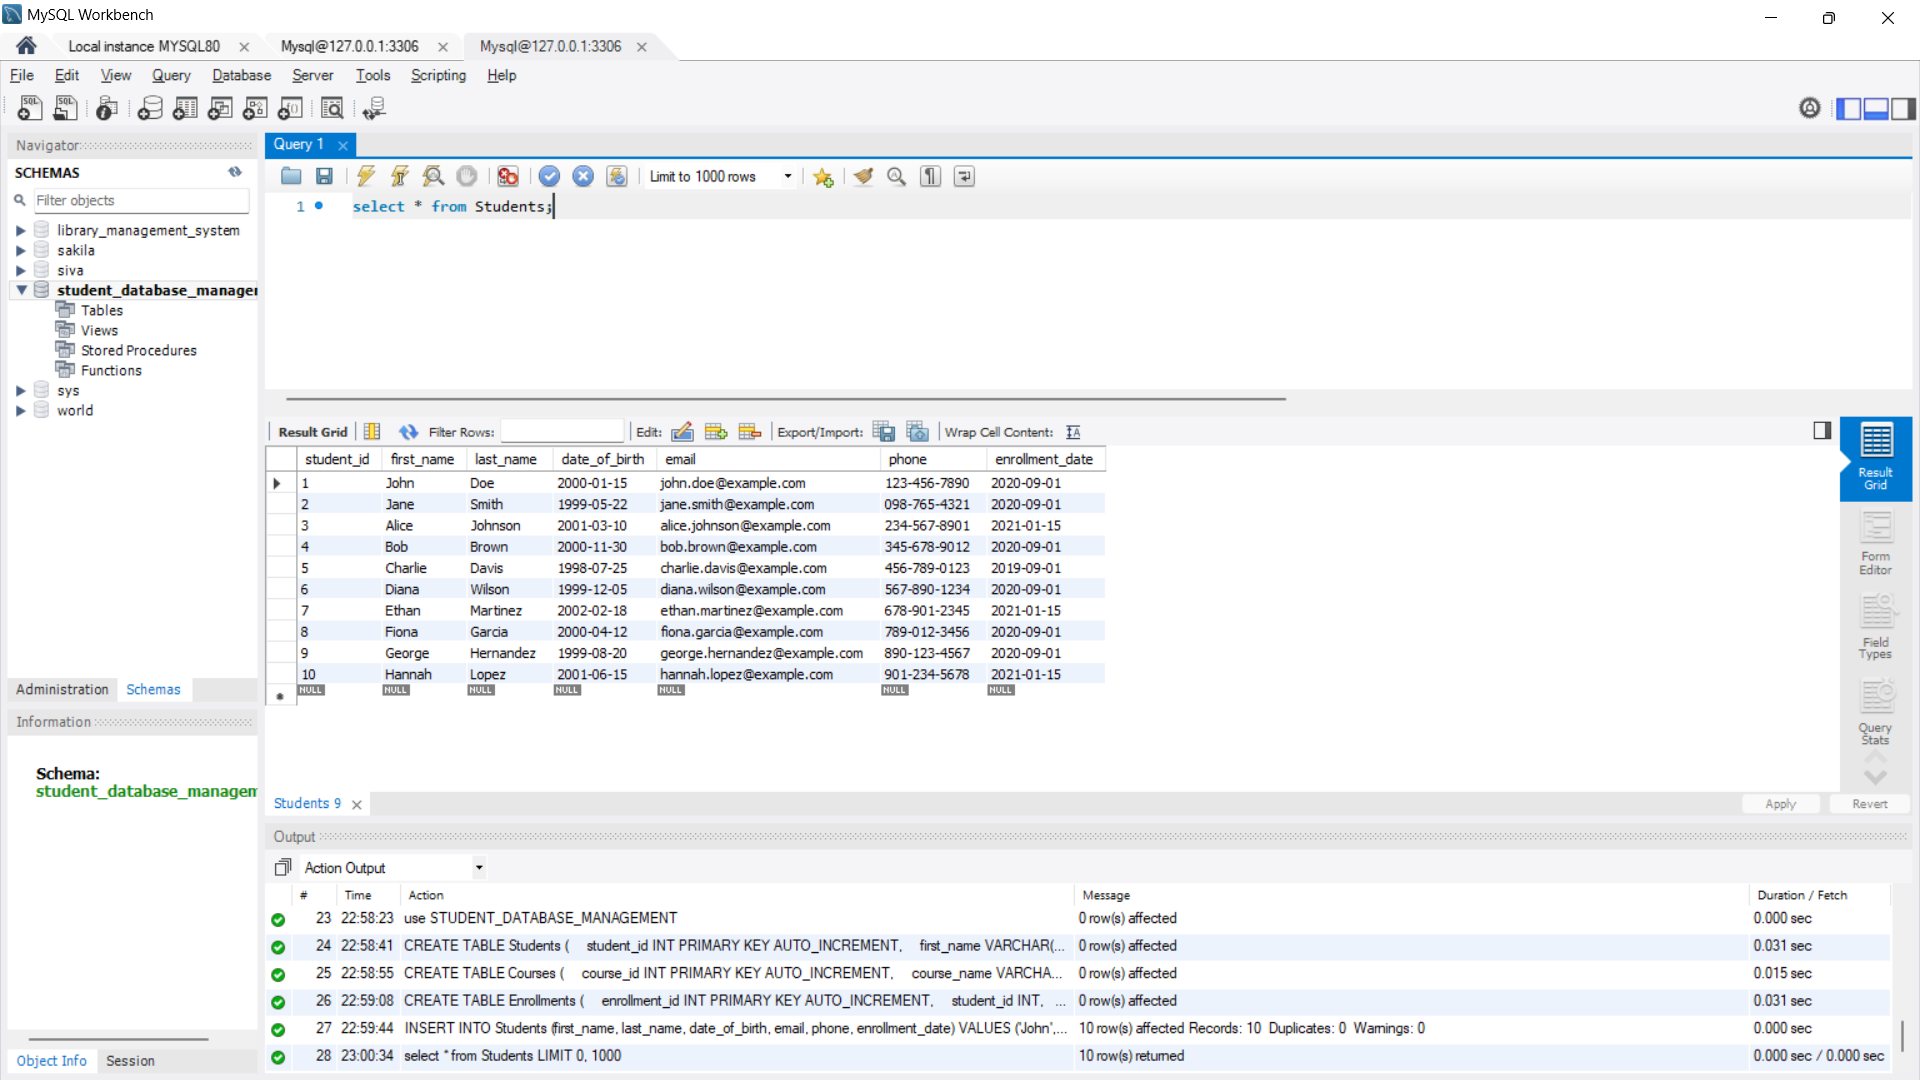 MySQL Workbench
Local instance MYSQL80
Mysql@127.0.0.1:3306
Mysql@127.0.0.1:3306
File Edit View Query Database Server Tools Scripting Help
Navigator
SCHEMAS
Filter objects
library_management_system
sakila
siva
student_database_manager
Tables
Views
Stored Procedures
Functions
sys
world
Administration Schemas
Information
Schema:
student_database_managem
Object Info Session
Query 1
Limit to 1000 rows
1 select * from Students;
Result Grid Filter Rows: Edit: Export/Import: Wrap Cell Content:
student_id first_name last_name date_of_birth email phone enrollment_date
1 John Doe 2000-01-15 john.doe@example.com 123-456-7890 2020-09-01
2 Jane Smith 1999-05-22 jane.smith@example.com 098-765-4321 2020-09-01
3 Alice Johnson 2001-03-10 alice.johnson@example.com 234-567-8901 2021-01-15
4 Bob Brown 2000-11-30 bob.brown@example.com 345-678-9012 2020-09-01
5 Charlie Davis 1998-07-25 charlie.davis@example.com 456-789-0123 2019-09-01
6 Diana Wilson 1999-12-05 diana.wilson@example.com 567-890-1234 2020-09-01
7 Ethan Martinez 2002-02-18 ethan.martinez@example.com 678-901-2345 2021-01-15
8 Fiona Garcia 2000-04-12 fiona.garcia@example.com 789-012-3456 2020-09-01
9 George Hernandez 1999-08-20 george.hernandez@example.com 890-123-4567 2020-09-01
10 Hannah Lopez 2001-06-15 hannah.lopez@example.com 901-234-5678 2021-01-15
NULL NULL NULL NULL NULL NULL NULL
Result
Grid
Form
Editor
Field
Types
Query
Stats
Students 9
Apply Revert
Output
Action Output
# Time Action Message Duration / Fetch
23 22:58:23 use STUDENT_DATABASE_MANAGEMENT 0 row(s) affected 0.000 sec
24 22:58:41 CREATE TABLE Students ( student_id INT PRIMARY KEY AUTO_INCREMENT, first_name VARCHAR(... 0 row(s) affected 0.031 sec
25 22:58:55 CREATE TABLE Courses ( course_id INT PRIMARY KEY AUTO_INCREMENT, course_name VARCHA... 0 row(s) affected 0.015 sec
26 22:59:08 CREATE TABLE Enrollments ( enrollment_id INT PRIMARY KEY AUTO_INCREMENT, student_id INT, ... 0 row(s) affected 0.031 sec
27 22:59:44 INSERT INTO Students (first_name, last_name, date_of_birth, email, phone, enrollment_date) VALUES ('John',... 10 row(s) affected Records: 10 Duplicates: 0 Warnings: 0 0.000 sec
28 23:00:34 select * from Students LIMIT 0, 1000 10 row(s) returned 0.000 sec / 0.000 sec